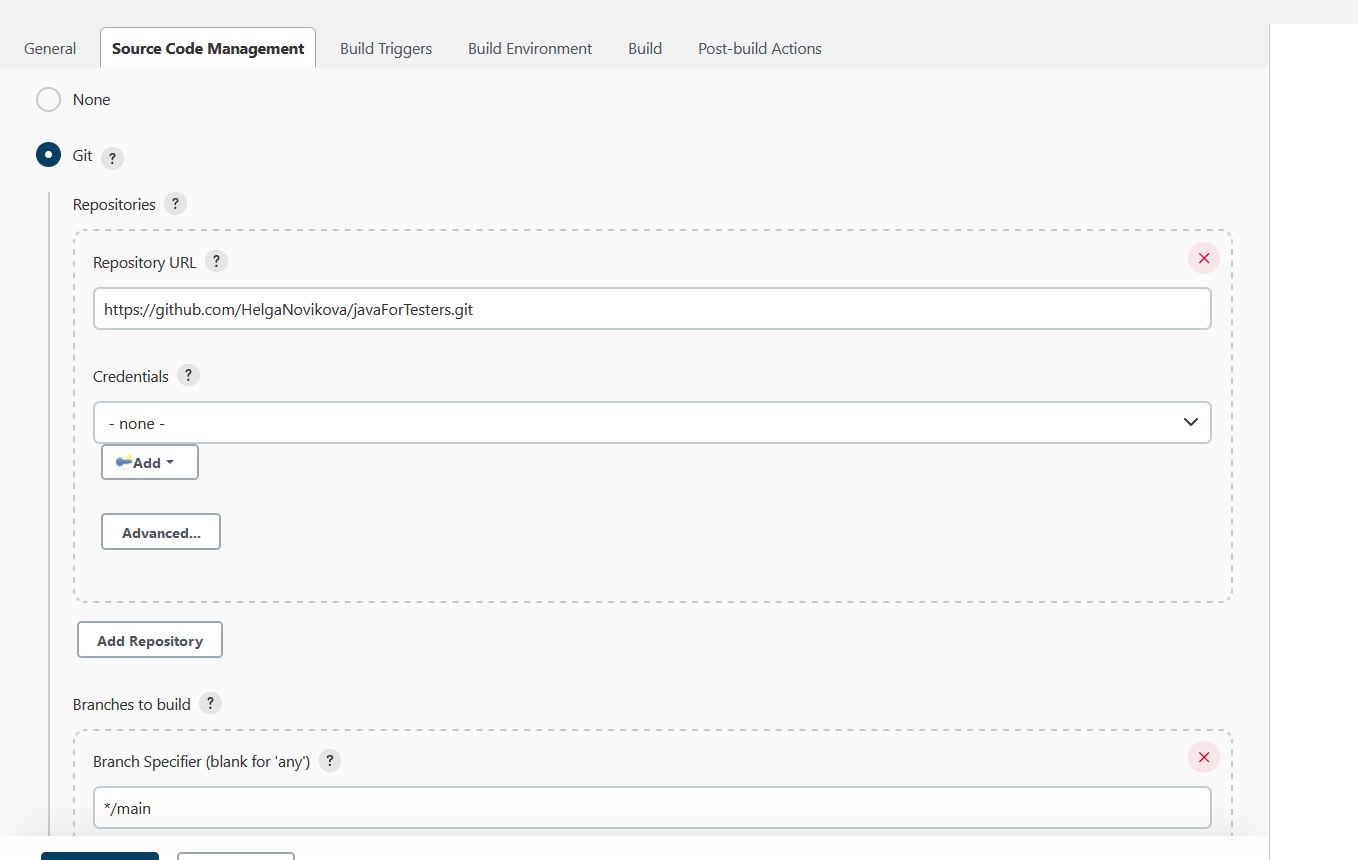 General Source Code Management Build Triggers Build Environment Build Post-build Actions
None
Git ?
Repositories ?
Repository URL ?
https://github.com/HelgaNovikova/javaForTesters.git
Credentials ?
- none -
Add
Advanced...
Add Repository
Branches to build ?
Branch Specifier (blank for 'any') ?
*/main